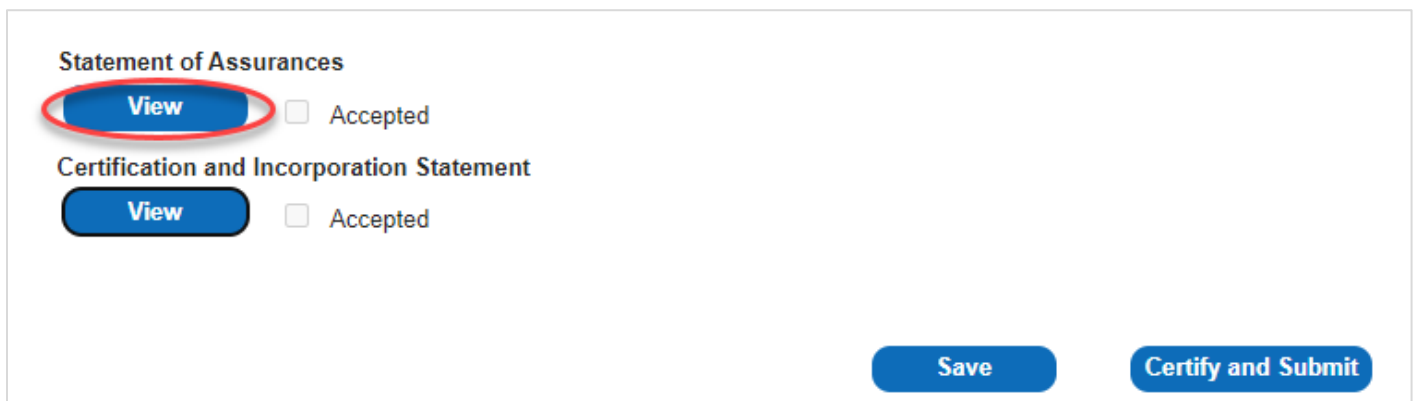 Statement of Assurances
View
Accepted
Certification and Incorporation Statement
View
Accepted
Save
Certify and Submit